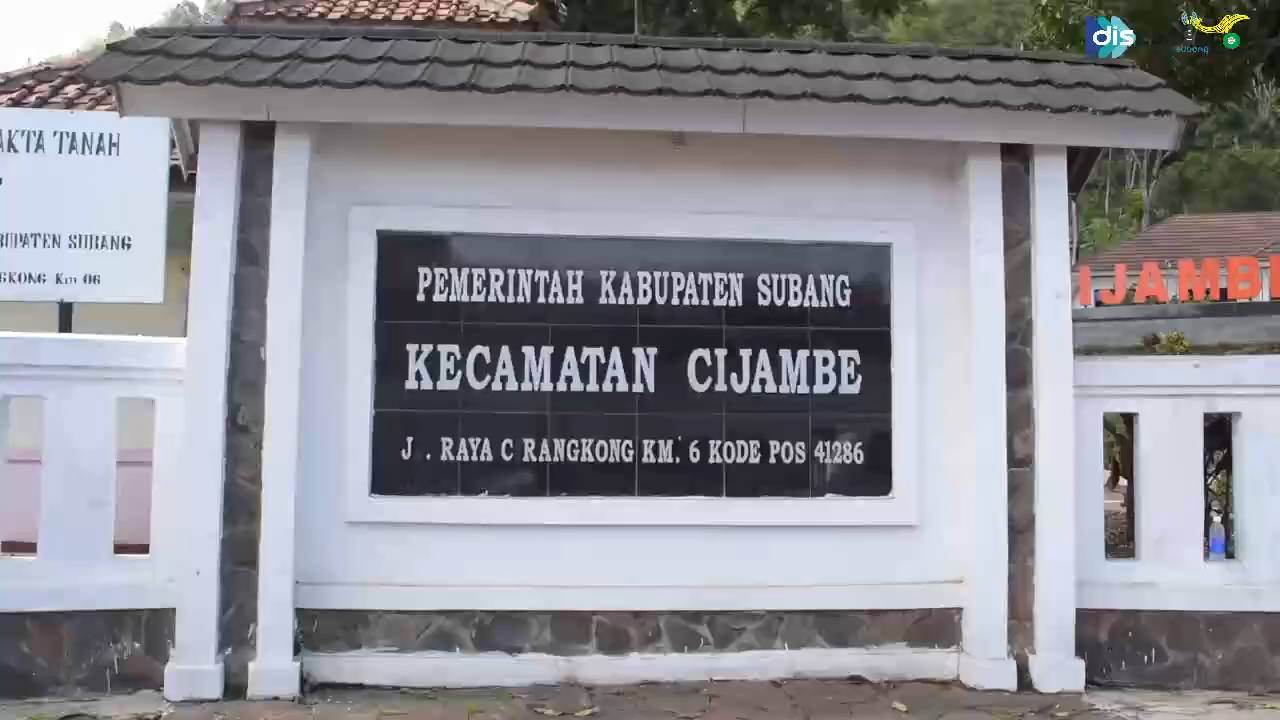 dis
subang
AKTA TANAH
BUPATEN SUBANG
GKONG Km 06
PEMERINTAH KABUPATEN SUBANG
KECAMATAN CIJAMBE
J . RAYA C RANGKONG KM. 6 KODE POS 41286
IJAMBE